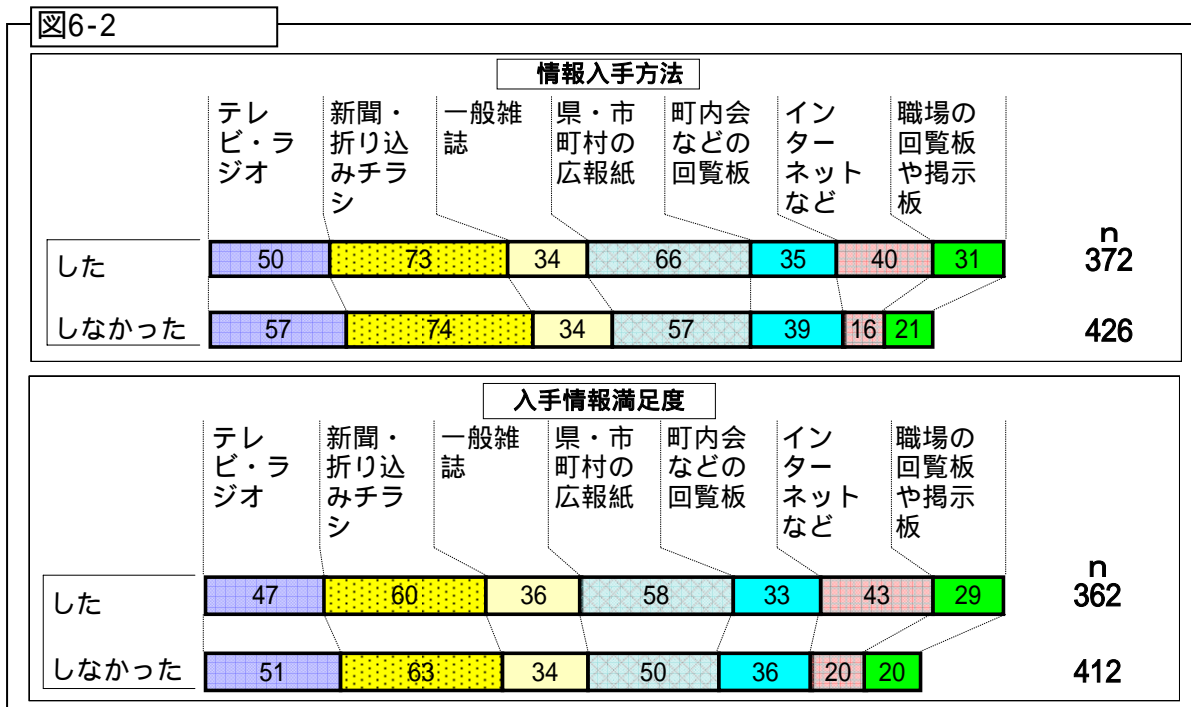 図6-2
情報入手方法
テレ
ビ・ラ
ジオ
新聞・
折り込
みチラ
シ
一般雑
誌
県・市
町村の
広報紙
町内会
などの
回覧板
イン
ター
ネット
など
職場の
回覧板
や掲示
板
n
した 50 73 34 66 35 40 31 372
しなかった 57 74 34 57 39 16 21 426
入手情報満足度
テレ
ビ・ラ
ジオ
新聞・
折り込
みチラ
シ
一般雑
誌
県・市
町村の
広報紙
町内会
などの
回覧板
イン
ター
ネット
など
職場の
回覧板
や掲示
板
n
した 47 60 36 58 33 43 29 362
しなかった 51 63 34 50 36 20 20 412